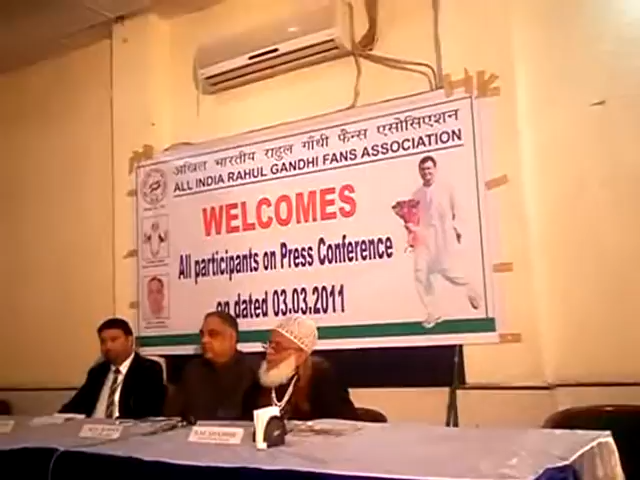 अखिल भारतीय राहुल गाँधी फैन्स एसोसिएशन
ALL INDIA RAHUL GANDHI FANS ASSOCIATION
WELCOMES
All participants on Press Conference
on dated 03.03.2011